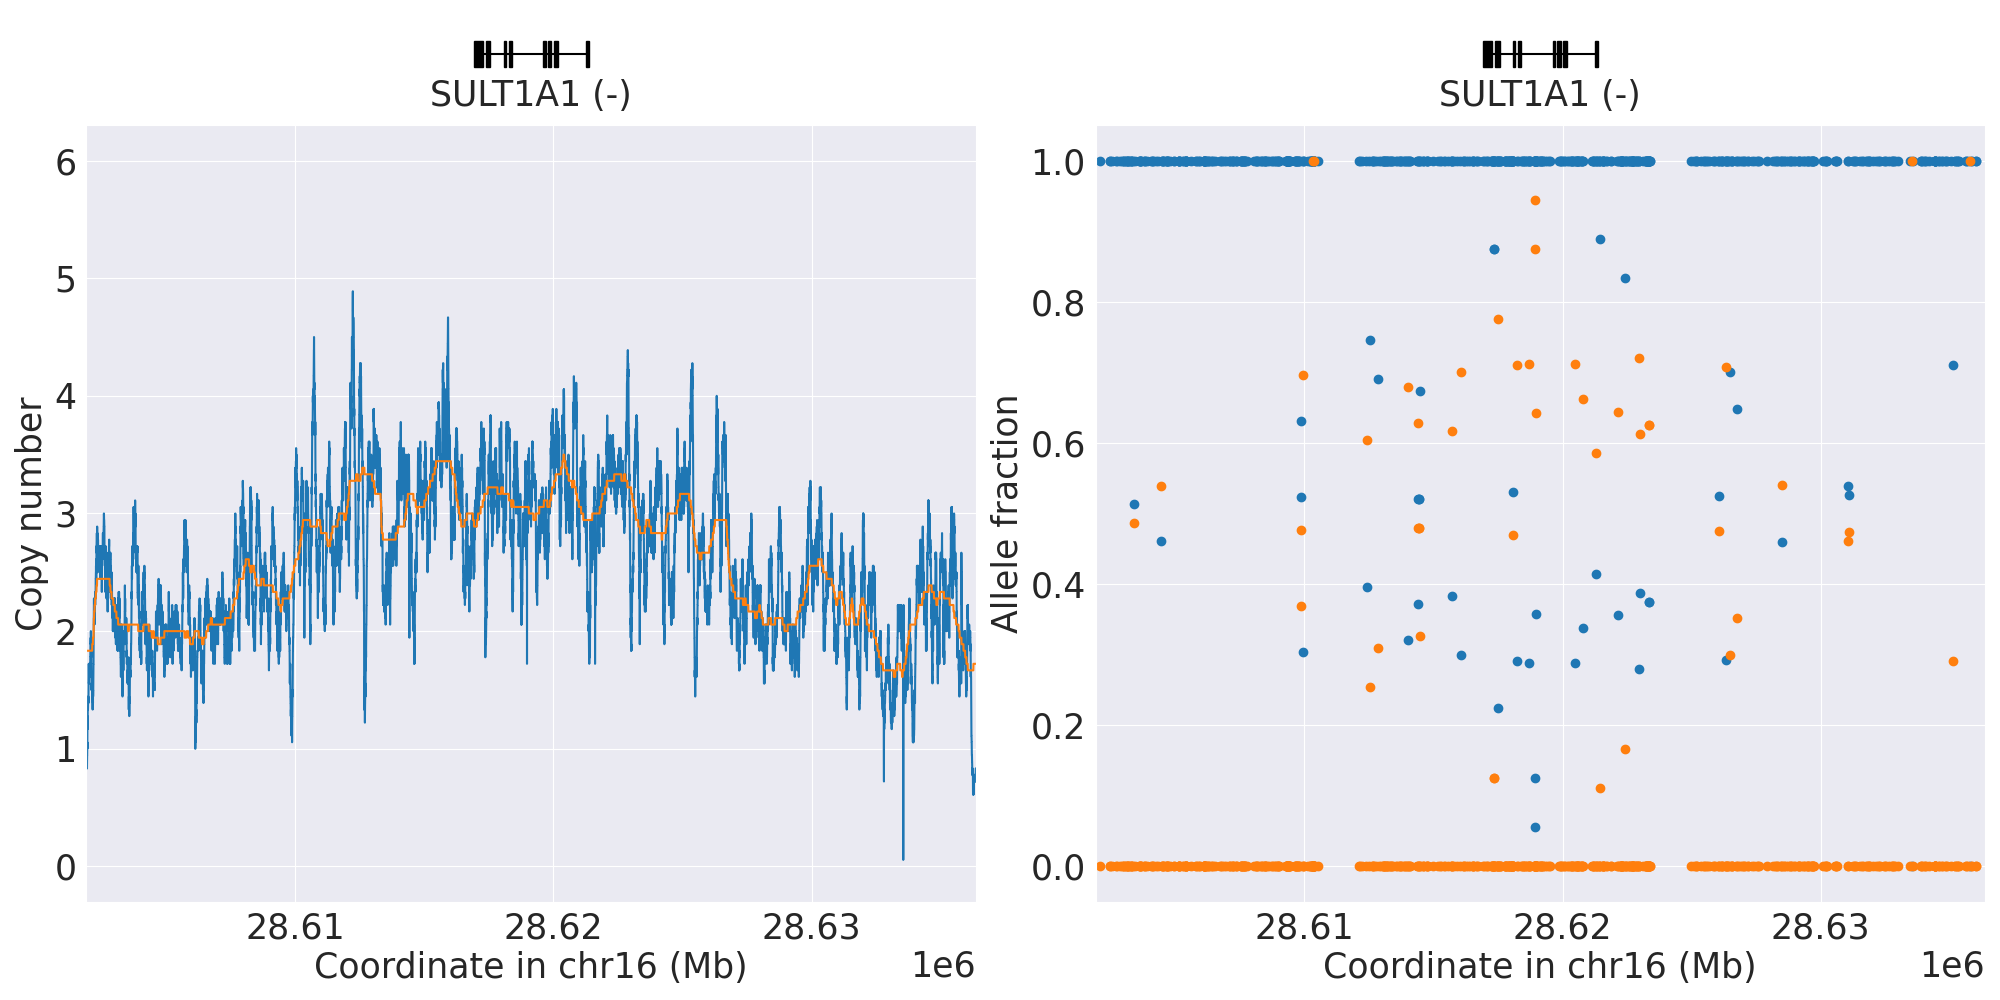 SULT1A1 (-)
Copy number
6
5
4
3
2
1
0
28.61 28.62 28.63
Coordinate in chr16 (Mb) 1e6
SULT1A1 (-)
Allele fraction
1.0
0.8
0.6
0.4
0.2
0.0
28.61 28.62 28.63
Coordinate in chr16 (Mb) 1e6